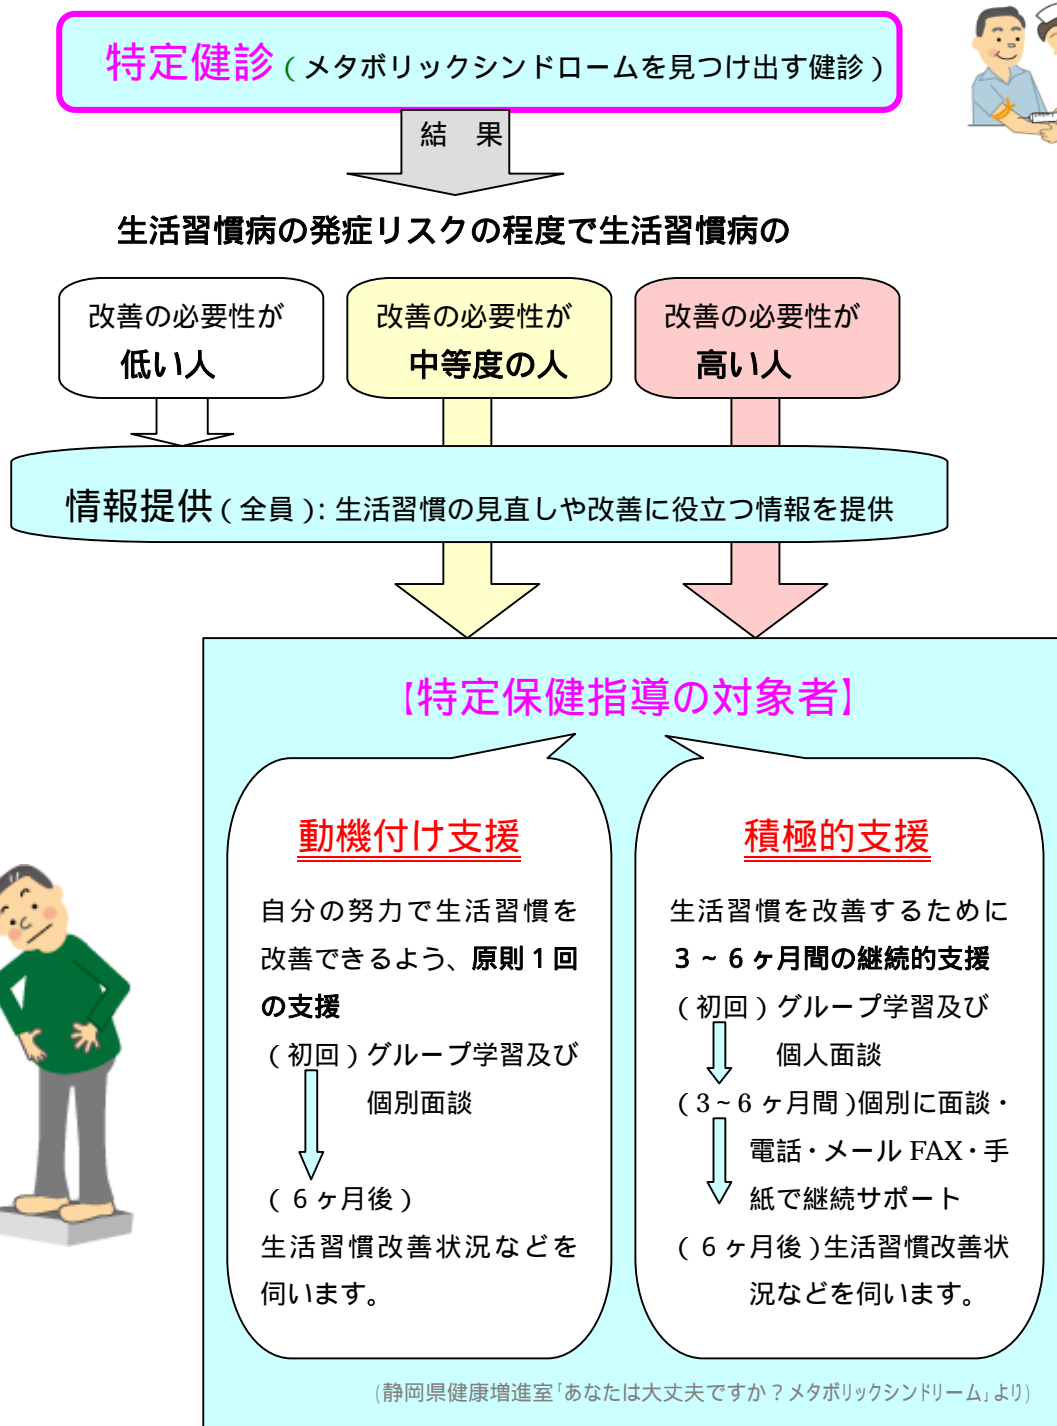 特定健診(メタボリックシンドロームを見つけ出す健診)
結 果
生活習慣病の発症リスクの程度で生活習慣病の
改善の必要性が
低い人
改善の必要性が
中等度の人
改善の必要性が
高い人
情報提供(全員):生活習慣の見直しや改善に役立つ情報を提供
【特定保健指導の対象者】
動機付け支援
自分の努力で生活習慣を
改善できるよう、原則1回
の支援
(初回)グループ学習及び
個別面談
(6ヶ月後)
生活習慣改善状況などを
伺います。
積極的支援
生活習慣を改善するために
3~6ヶ月間の継続的支援
(初回)グループ学習及び
個人面談
(3~6ヶ月間)個別に面談・
電話・メール FAX・手
紙で継続サポート
(6ヶ月後)生活習慣改善状
況などを伺います。
(静岡県健康増進室「あなたは大丈夫ですか?メタボリックシンドリーム」より)